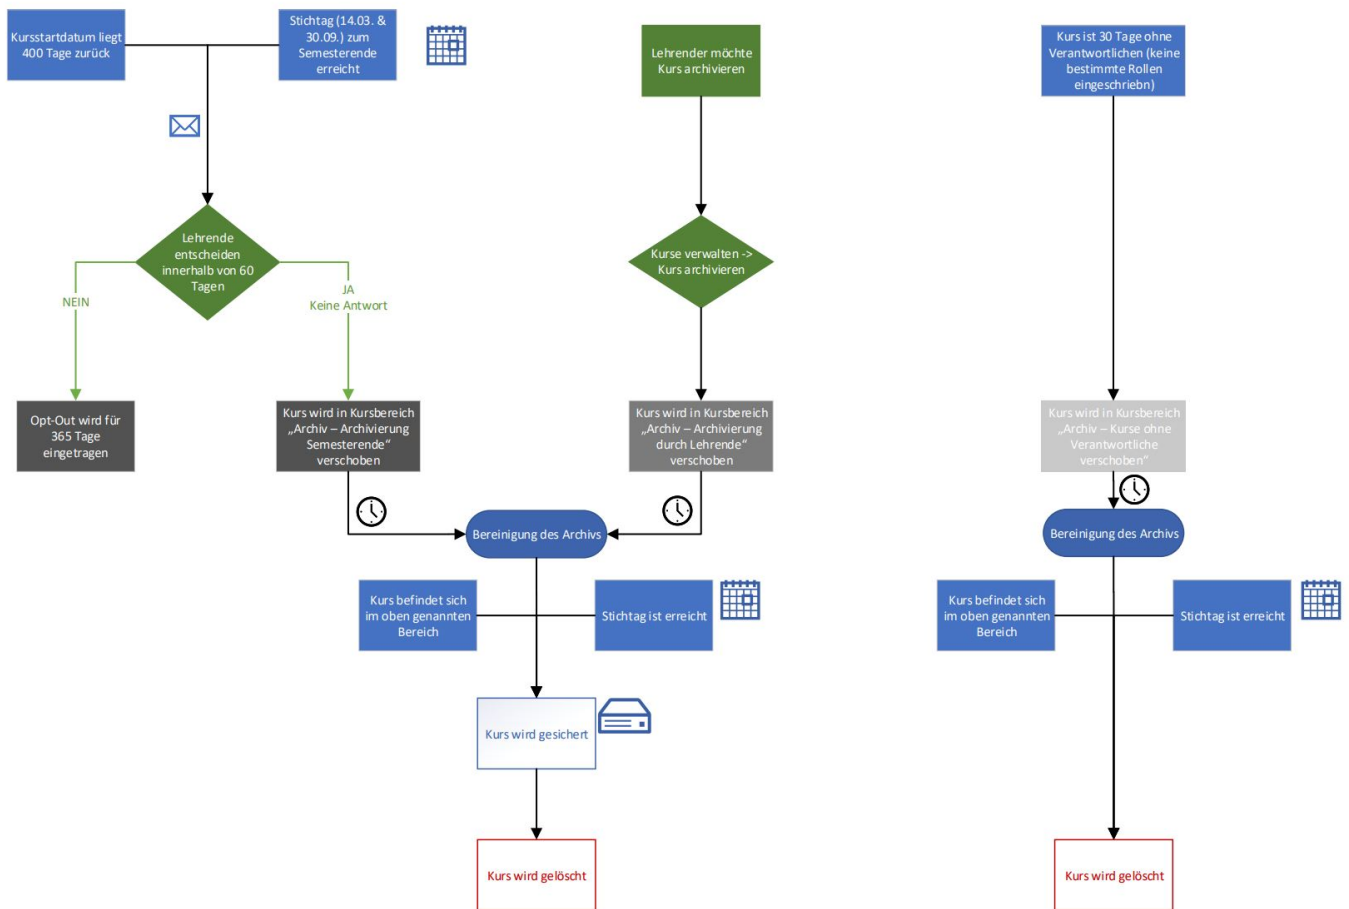 Kursstartdatum liegt
400 Tage zurück
Stichtag (14.03. &
30.09.) zum
Semesterende
erreicht
Lehrender möchte
Kurs archivieren
Kurs ist 30 Tage ohne
Verantwortlichen (keine
bestimmte Rollen
eingeschriebn)
Lehrende
entscheiden
innerhalb von 60
Tagen
Kurse verwalten ->
Kurs archivieren
NEIN
JA
Keine Antwort
Opt-Out wird für
365 Tage
eingetragen
Kurs wird in Kursbereich
„Archiv – Archivierung
Semesterende“
verschoben
Kurs wird in Kursbereich
„Archiv – Archivierung
durch Lehrende“
verschoben
Kurs wird in Kursbereich
„Archiv – Kurse ohne
Verantwortliche
verschoben“
Bereinigung des Archivs
Bereinigung des Archivs
Kurs befindet sich
im oben genannten
Bereich
Stichtag ist erreicht
Kurs befindet sich
im oben genannten
Bereich
Stichtag ist erreicht
Kurs wird gesichert
Kurs wird gelöscht
Kurs wird gelöscht